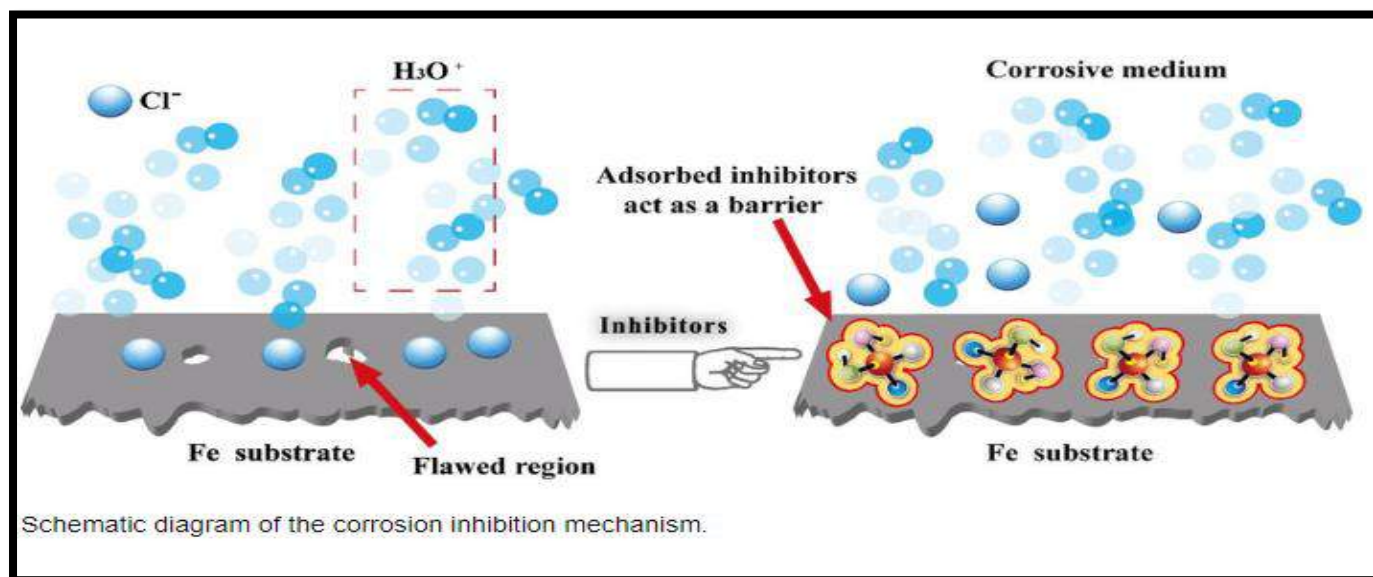 H₃O⁺
Cl⁻
Fe substrate
Flawed region
Inhibitors
Corrosive medium
Adsorbed inhibitors
act as a barrier
Fe substrate
Schematic diagram of the corrosion inhibition mechanism.